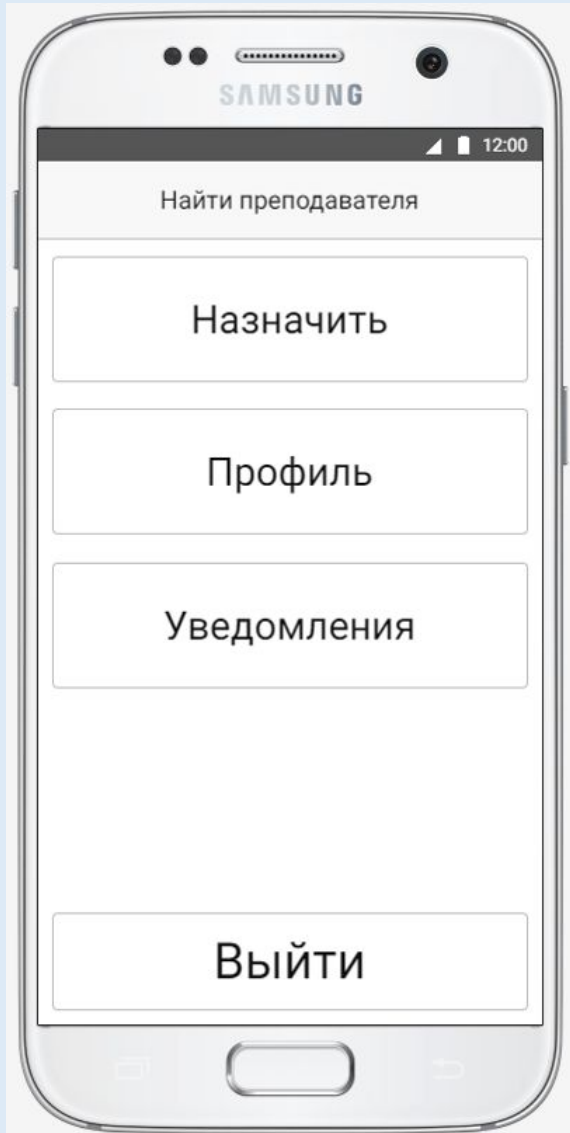 SAMSUNG
12:00
Найти преподавателя
Назначить
Профиль
Уведомления
Выйти